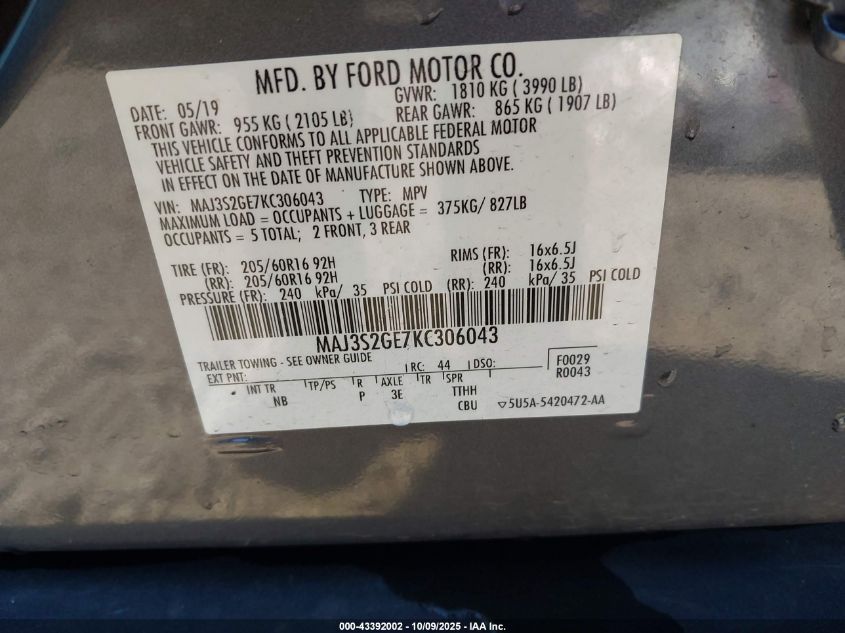 MFD. BY FORD MOTOR CO.
DATE: 05/19 GVWR: 1810 KG ( 3990 LB)
FRONT GAWR: 955 KG ( 2105 LB) REAR GAWR: 865 KG ( 1907 LB)
THIS VEHICLE CONFORMS TO ALL APPLICABLE FEDERAL MOTOR
VEHICLE SAFETY AND THEFT PREVENTION STANDARDS
IN EFFECT ON THE DATE OF MANUFACTURE SHOWN ABOVE.
VIN: MAJ3S2GE7KC306043 TYPE: MPV
MAXIMUM LOAD = OCCUPANTS + LUGGAGE = 375KG/ 827LB
OCCUPANTS = 5 TOTAL; 2 FRONT, 3 REAR
TIRE (FR): 205/60R16 92H RIMS (FR): 16x6.5J
(RR): 205/60R16 92H (RR): 16x6.5J
PRESSURE (FR): 240 kPa/ 35 PSI COLD (RR): 240 kPa/ 35 PSI COLD
MAJ3S2GE7KC306043
TRAILER TOWING - SEE OWNER GUIDE
EXT PNT: RC: 44 DSO: F0029
R0043
INT TR TP/PS R AXLE TR SPR
NB P 3E TTHH
CBU ▽5U5A-5420472-AA
000-43392002 - 10/09/2025 - IAA Inc.